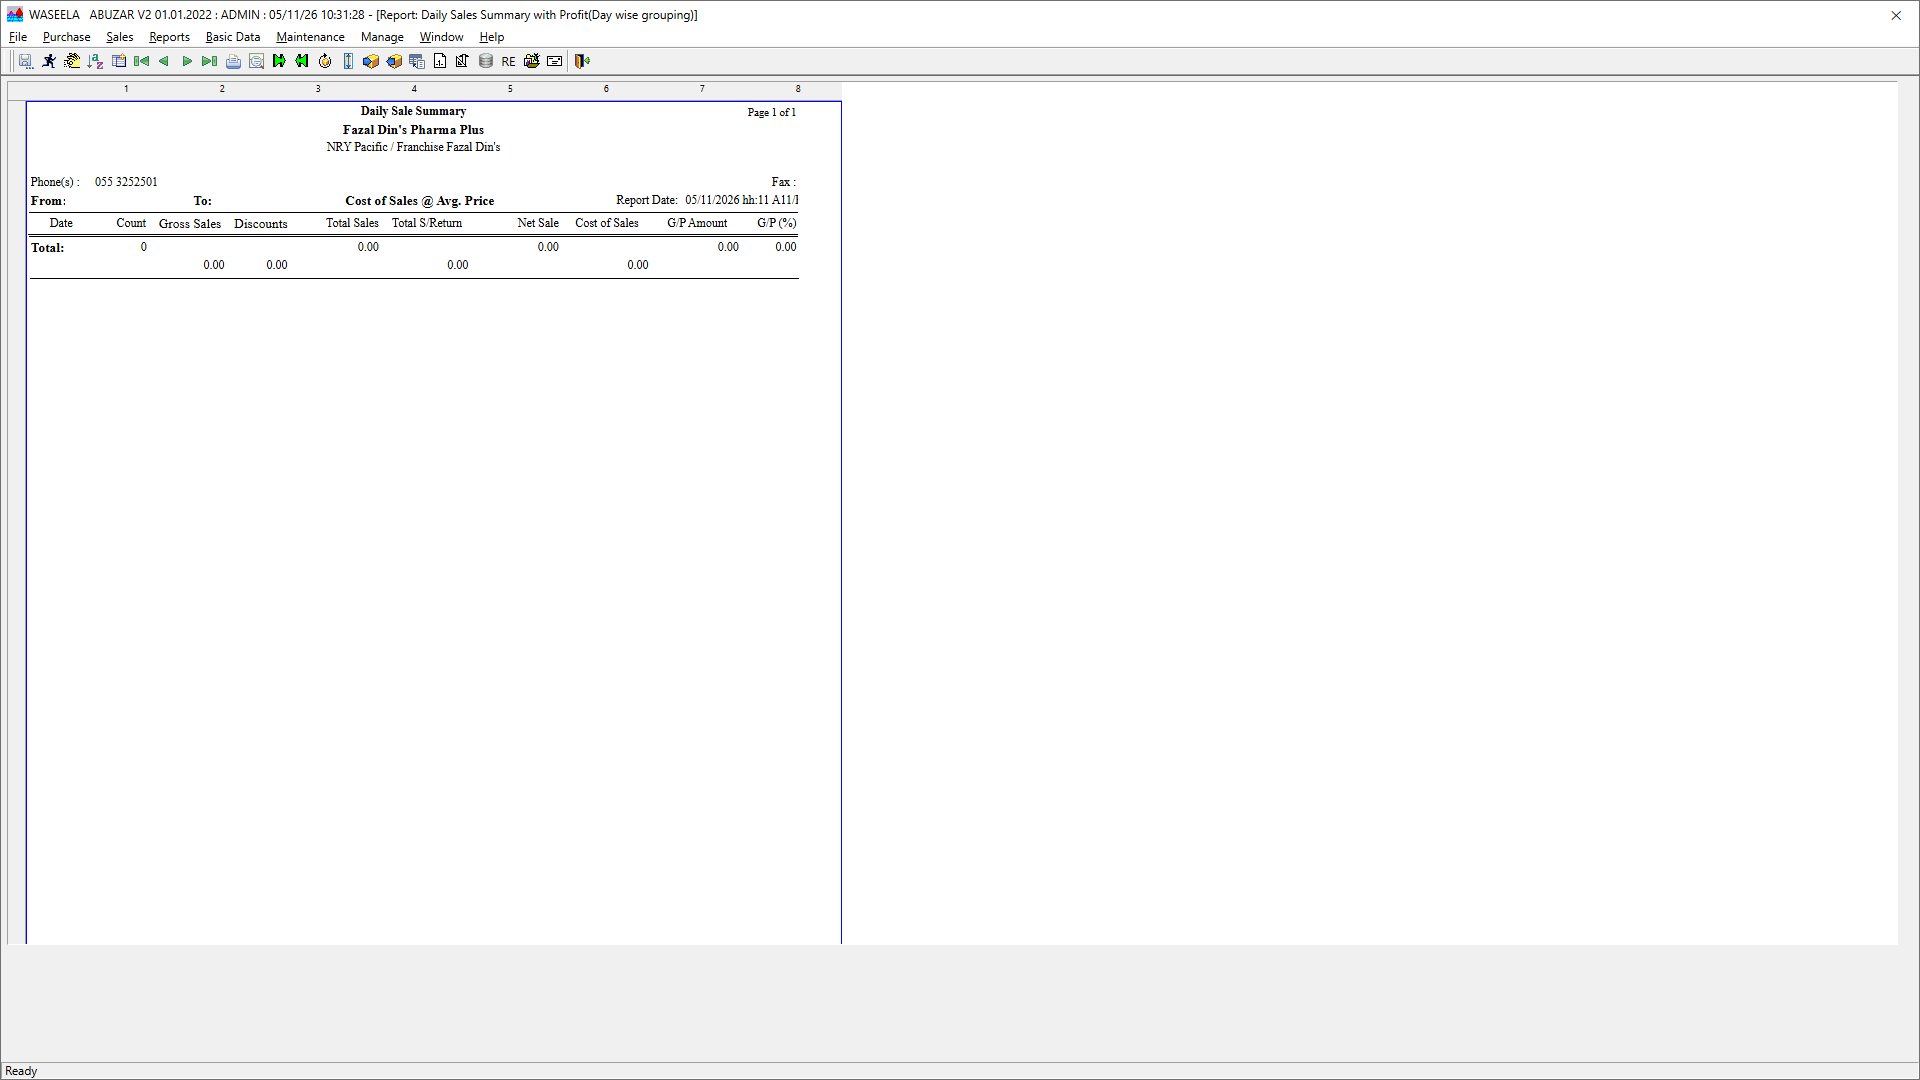 WASEELA   ABUZAR V2 01.01.2022 : ADMIN : 05/11/26 10:31:28 - [Report: Daily Sales Summary with Profit(Day wise grouping)]
File Purchase Sales Reports Basic Data Maintenance Manage Window Help
RE
1 2 3 4 5 6 7 8
Daily Sale Summary Page 1 of 1
Fazal Din's Pharma Plus
NRY Pacific / Franchise Fazal Din's
Phone(s) : 055 3252501 Fax :
From: To: Cost of Sales @ Avg. Price Report Date: 05/11/2026 hh:11 A11/
Date Count Gross Sales Discounts Total Sales Total S/Return Net Sale Cost of Sales G/P Amount G/P (%)
Total: 0 0.00 0.00 0.00 0.00
0.00 0.00 0.00 0.00
Ready